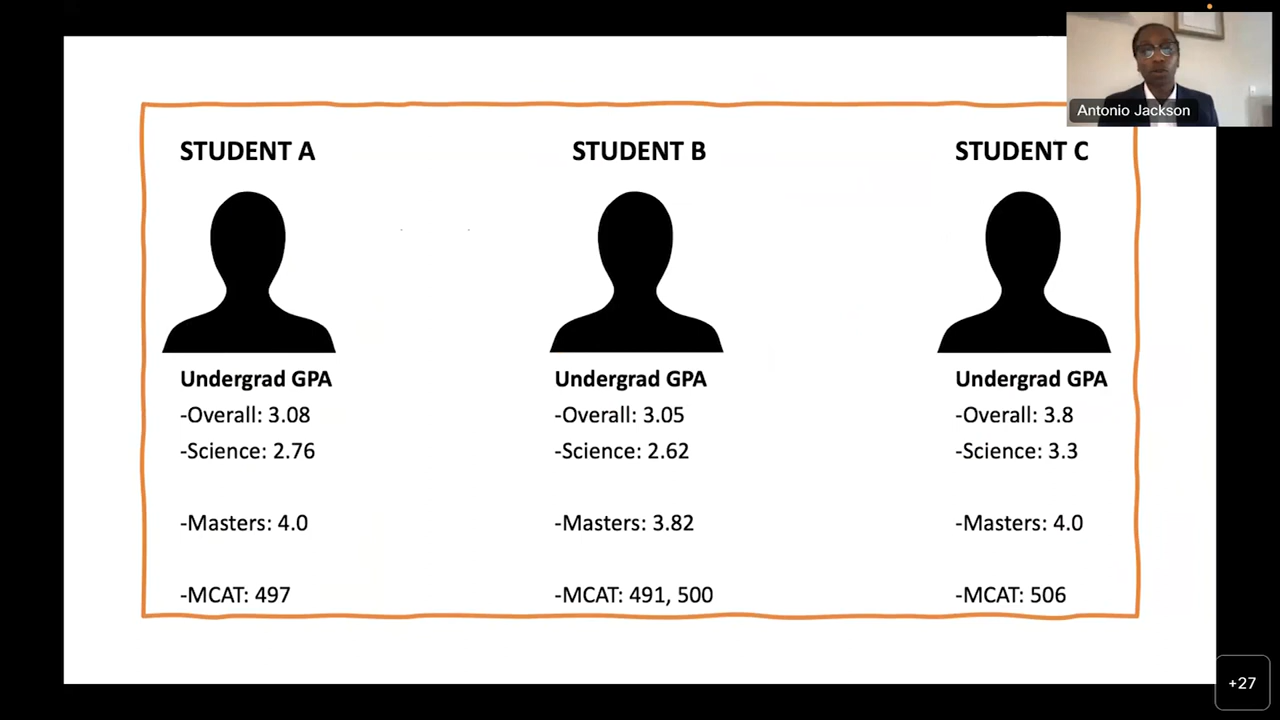 Antonio Jackson
STUDENT A
STUDENT B
STUDENT C
Undergrad GPA
-Overall: 3.08
-Science: 2.76
-Masters: 4.0
-MCAT: 497
Undergrad GPA
-Overall: 3.05
-Science: 2.62
-Masters: 3.82
-MCAT: 491, 500
Undergrad GPA
-Overall: 3.8
-Science: 3.3
-Masters: 4.0
-MCAT: 506
+27